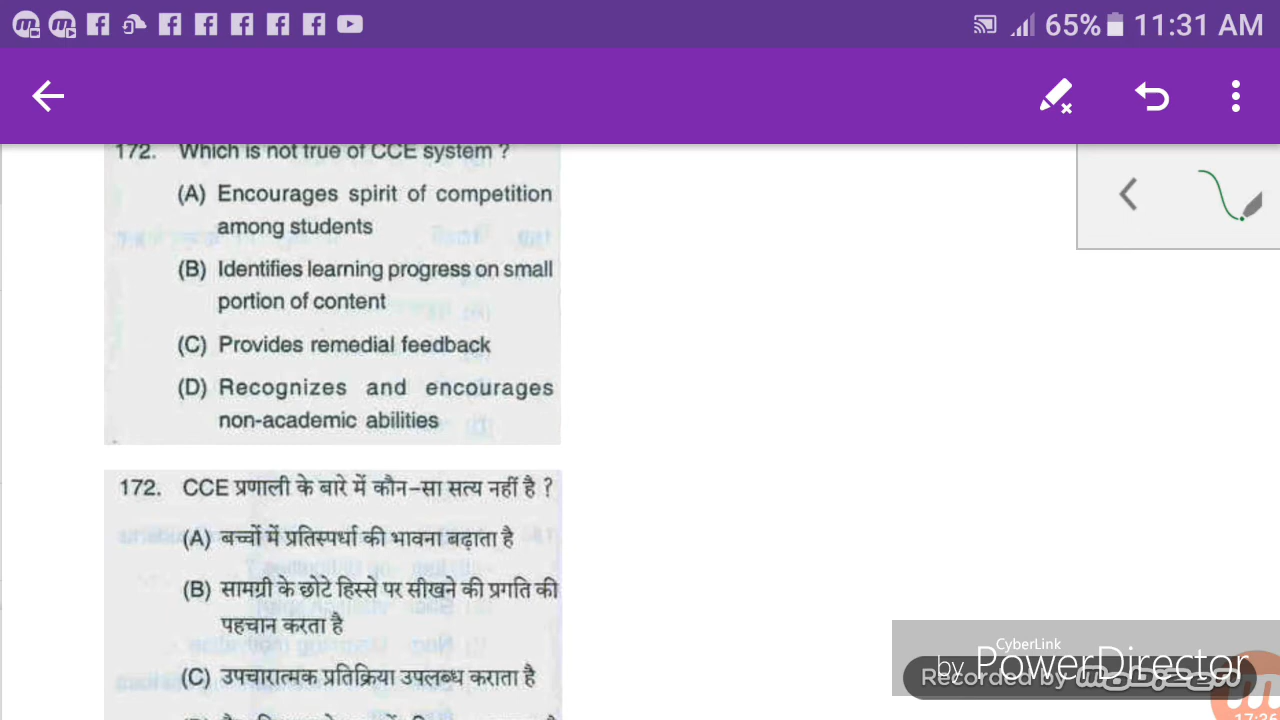 65% 11:31 AM
172. Which is not true of CCE system ?
(A) Encourages spirit of competition
among students
(B) Identifies learning progress on small
portion of content
(C) Provides remedial feedback
(D) Recognizes and encourages
non-academic abilities
172. CCE प्रणाली के बारे में कौन-सा सत्य नहीं है ?
(A) बच्चों में प्रतिस्पर्धा की भावना बढ़ाता है
(B) सामग्री के छोटे हिस्से पर सीखने की प्रगति की
पहचान करता है
(C) उपचारात्मक प्रतिक्रिया उपलब्ध कराता है
CyberLink
by PowerDirector
Recorded by